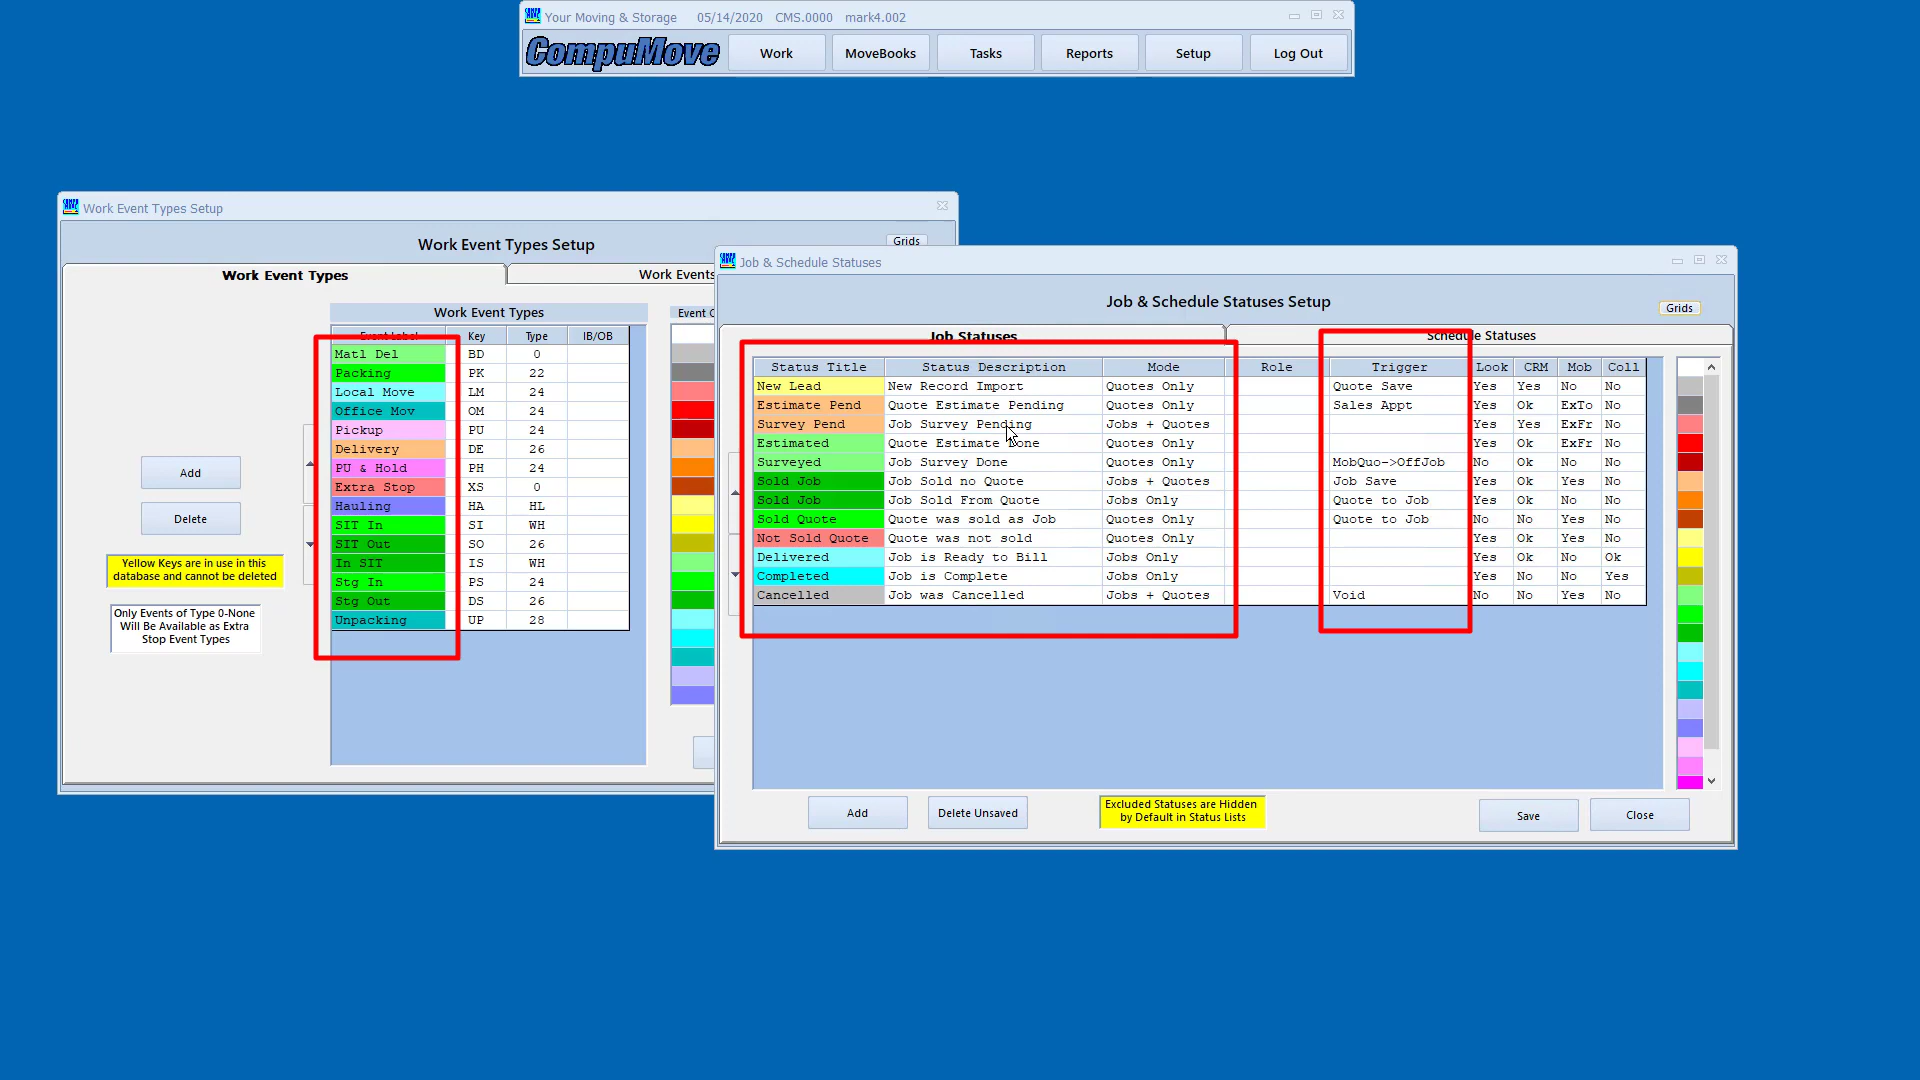 Your Moving & Storage 05/14/2020 CMS.0000 mark4.002
CompuMove Work MoveBooks Tasks Reports Setup Log Out
Work Event Types Setup
Work Event Types Setup
Grids
Work Event Types Work Events
Work Event Types
Event Label Key Type IB/OB
Matl Del BD 0
Packing PK 22
Local Move LM 24
Office Mov OM 24
Pickup PU 24
Delivery DE 26
PU & Hold PH 24
Extra Stop XS 0
Hauling HA HL
SIT In SI WH
SIT Out SO 26
In SIT IS WH
Stg In PS 24
Stg Out DS 26
Unpacking UP 28
Event C
Add
Delete
Yellow Keys are in use in this
database and cannot be deleted
Only Events of Type 0-None
Will Be Available as Extra
Stop Event Types
Job & Schedule Statuses
Job & Schedule Statuses Setup
Grids
Job Statuses Schedule Statuses
Status Title Status Description Mode Role Trigger Look CRM Mob Coll
New Lead New Record Import Quotes Only Quote Save Yes Yes No No
Estimate Pend Quote Estimate Pending Quotes Only Sales Appt Yes Ok ExTo No
Survey Pend Job Survey Pending Jobs + Quotes Yes Yes ExFr No
Estimated Quote Estimate Done Quotes Only Yes Ok ExFr No
Surveyed Job Survey Done Quotes Only MobQuo->OffJob No Ok No No
Sold Job Job Sold no Quote Jobs + Quotes Job Save Yes Ok Yes No
Sold Job Job Sold From Quote Jobs Only Quote to Job Yes Ok No No
Sold Quote Quote was sold as Job Quotes Only Quote to Job No No Yes No
Not Sold Quote Quote was not sold Quotes Only Yes Ok Yes No
Delivered Job is Ready to Bill Jobs Only Yes Ok No Ok
Completed Job is Complete Jobs Only Yes No No Yes
Cancelled Job was Cancelled Jobs + Quotes Void No No Yes No
Add Delete Unsaved
Excluded Statuses are Hidden
by Default in Status Lists
Save Close